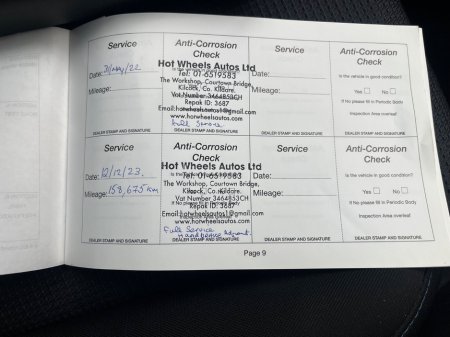 Service
Anti-Corrosion
Check
Service
Anti-Corrosion
Check
Hot Wheels Autos Ltd
Date: 31/May/22
Tel: 01-6519583
Date:
Is the vehicle in good condition?
The Workshop, Courtown Bridge,
Mileage:
Kilcock, Co. Kildare.
Mileage:
Yes No
Vat Number 3464853CH
Repak ID: 3687
If No please fill in Periodic Body
Email:hotwheelsautos1@gmail.com
Inspection Area overleaf
Full Service
DEALER STAMP AND SIGNATURE
DEALER STAMP AND SIGNATURE
DEALER STAMP AND SIGNATURE
DEALER STAMP AND SIGNATURE
Service
Anti-Corrosion
Check
Service
Anti-Corrosion
Check
Hot Wheels Autos Ltd
Date: 12/12/23.
Tel: 01-6519583
Date:
Is the vehicle in good condition?
The Workshop, Courtown Bridge,
Mileage: 158,675 km
Kilcock, Co. Kildare.
Mileage:
Yes No
Vat Number 3464853CH
Repak ID: 3687
If No please fill in Periodic Body
Email:hotwheelsautos1@gmail.com
Inspection Area overleaf
Full Service
Handbrake
DEALER STAMP AND SIGNATURE
DEALER STAMP AND SIGNATURE
DEALER STAMP AND SIGNATURE
DEALER STAMP AND SIGNATURE
Page 9